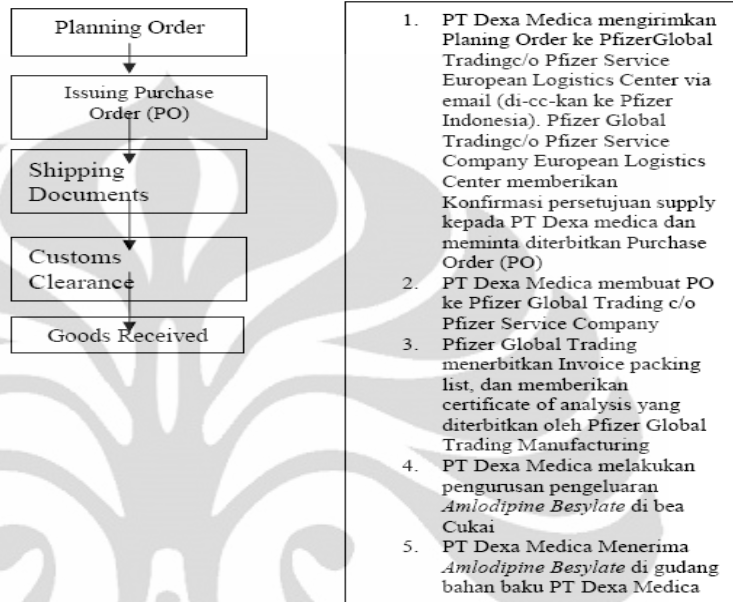 Planning Order
Issuing Purchase
Order (PO)
Shipping
Documents
Customs
Clearance
Goods Received
1. PT Dexa Medica mengirimkan
Planing Order ke PfizerGlobal
Tradingc/o Pfizer Service
European Logistics Center via
email (di-cc-kan ke Pfizer
Indonesia). Pfizer Global
Tradingc/o Pfizer Service
Company European Logistics
Center memberikan
Konfirmasi persetujuan supply
kepada PT Dexa medica dan
meminta diterbitkan Purchase
Order (PO)
2. PT Dexa Medica membuat PO
ke Pfizer Global Trading c/o
Pfizer Service Company
3. Pfizer Global Trading
menerbitkan Invoice packing
list, dan memberikan
certificate of analysis yang
diterbitkan oleh Pfizer Global
Trading Manufacturing
4. PT Dexa Medica melakukan
pengurusan pengeluaran
Amlodipine Besylate di bea
Cukai
5. PT Dexa Medica Menerima
Amlodipine Besylate di gudang
bahan baku PT Dexa Medica